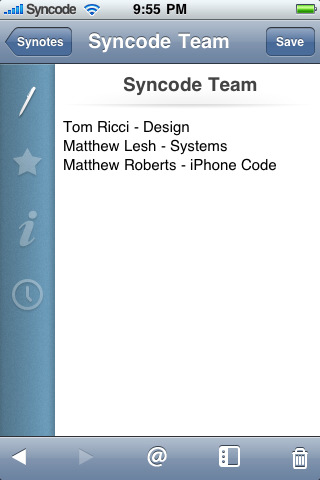 Syncode 9:55 PM
Synotes Syncode Team Save
Syncode Team
Tom Ricci - Design
Matthew Lesh - Systems
Matthew Roberts - iPhone Code
@